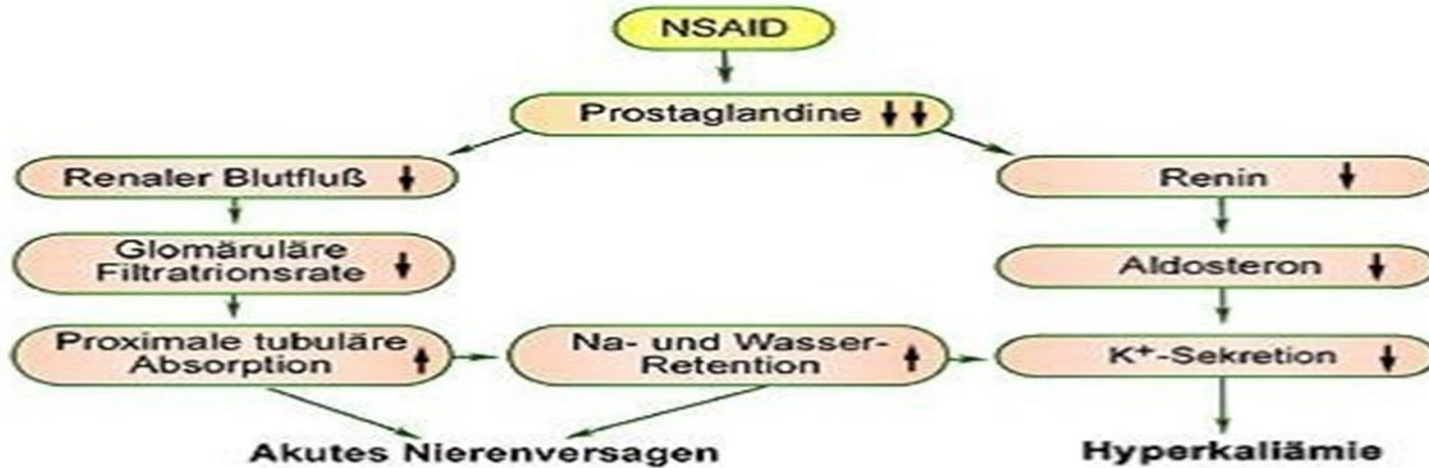 NSAID
Prostaglandine ↓↓
Renaler Blutfluß ↓
Renin ↓
Glomäruläre
Filtratrionsrate ↓
Aldosteron ↓
Proximale tubuläre
Absorption ↑
Na- und Wasser-
Retention ↑
K⁺-Sekretion ↓
Akutes Nierenversagen
Hyperkaliämie